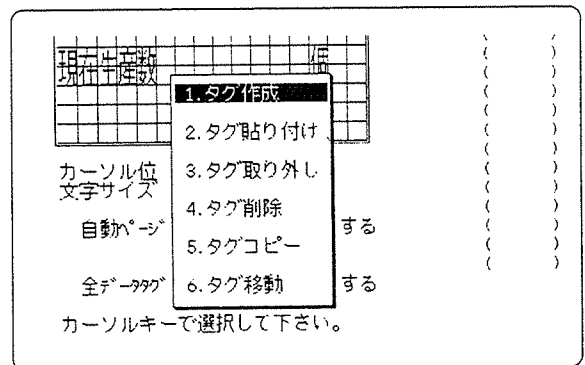 現在生産数 個
1.タグ作成
2.タグ貼り付け
カーソル位
3.タグ取り外し
文字サイズ
4.タグ削除
自動ページ する
5.タグコピー
全データタグ 6.タグ移動 する
カーソルキーで選択して下さい。